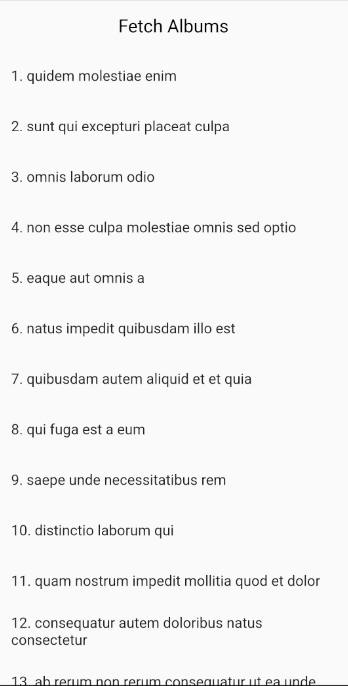 Fetch Albums
1. quidem molestiae enim
2. sunt qui excepturi placeat culpa
3. omnis laborum odio
4. non esse culpa molestiae omnis sed optio
5. eaque aut omnis a
6. natus impedit quibusdam illo est
7. quibusdam autem aliquid et et quia
8. qui fuga est a eum
9. saepe unde necessitatibus rem
10. distinctio laborum qui
11. quam nostrum impedit mollitia quod et dolor
12. consequatur autem doloribus natus
consectetur
13. ab rerum non rerum consequatur ut ea unde